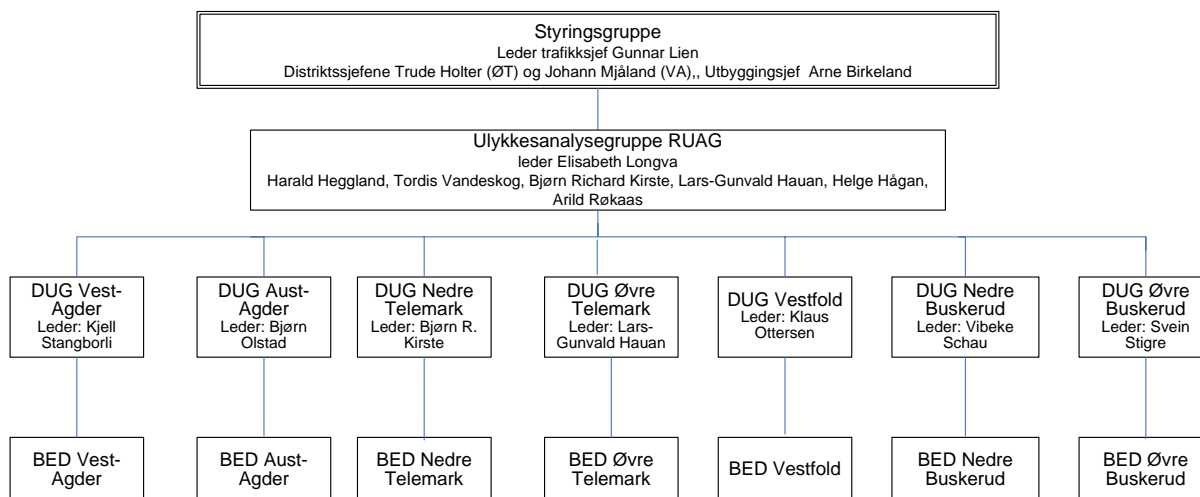 Styringsgruppe
Leder trafikksjef Gunnar Lien
Distriktssjefene Trude Holter (ØT) og Johann Mjåland (VA),, Utbyggingsjef Arne Birkeland
Ulykkesanalysegruppe RUAG
leder Elisabeth Longva
Harald Heggland, Tordis Vandeskog, Bjørn Richard Kirste, Lars-Gunvald Hauan, Helge Hågan,
Arild Røkaas
DUG Vest-
Agder
Leder: Kjell
Stangborli
DUG Aust-
Agder
Leder: Bjørn
Olstad
DUG Nedre
Telemark
Leder: Bjørn R.
Kirste
DUG Øvre
Telemark
Leder: Lars-
Gunvald Hauan
DUG Vestfold
Leder: Klaus
Ottersen
DUG Nedre
Buskerud
Leder: Vibeke
Schau
DUG Øvre
Buskerud
Leder: Svein
Stigre
BED Vest-
Agder
BED Aust-
Agder
BED Nedre
Telemark
BED Øvre
Telemark
BED Vestfold
BED Nedre
Buskerud
BED Øvre
Buskerud